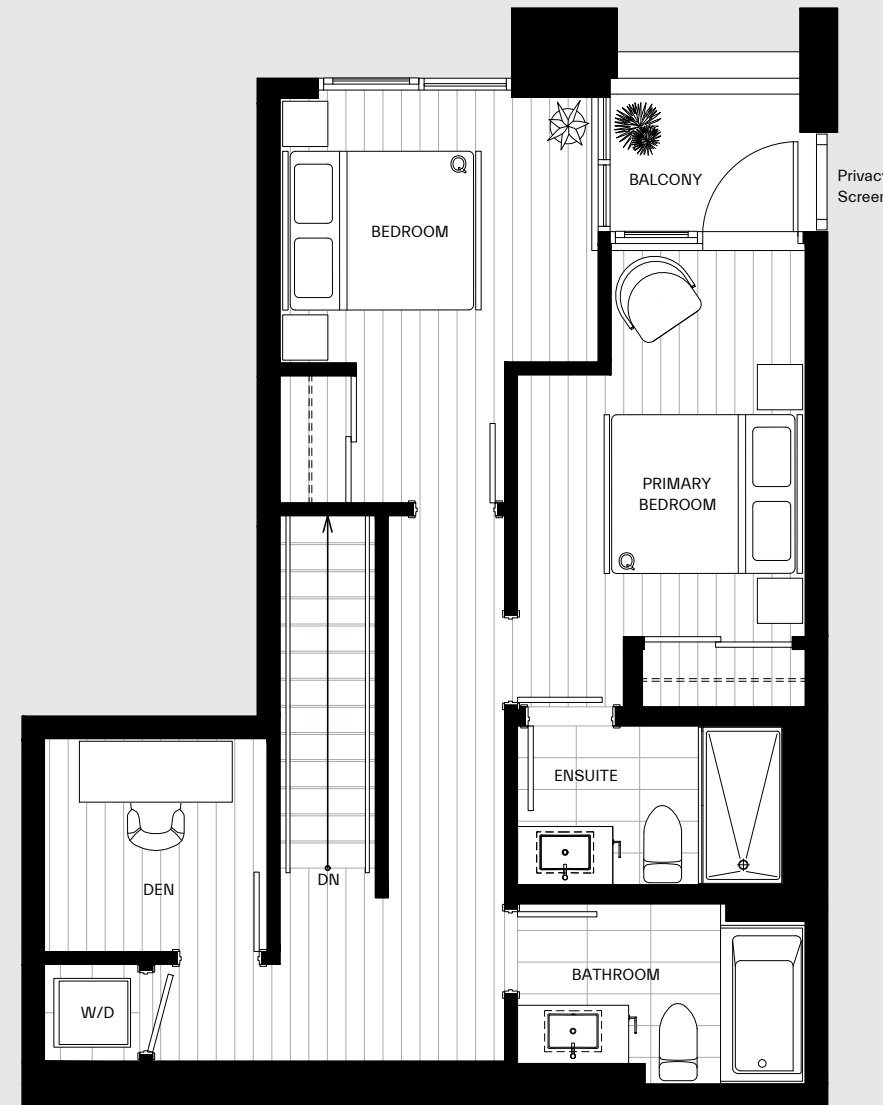 BALCONY
Privacy
Screen
BEDROOM
PRIMARY
BEDROOM
ENSUITE
DN
DEN
BATHROOM
W/D